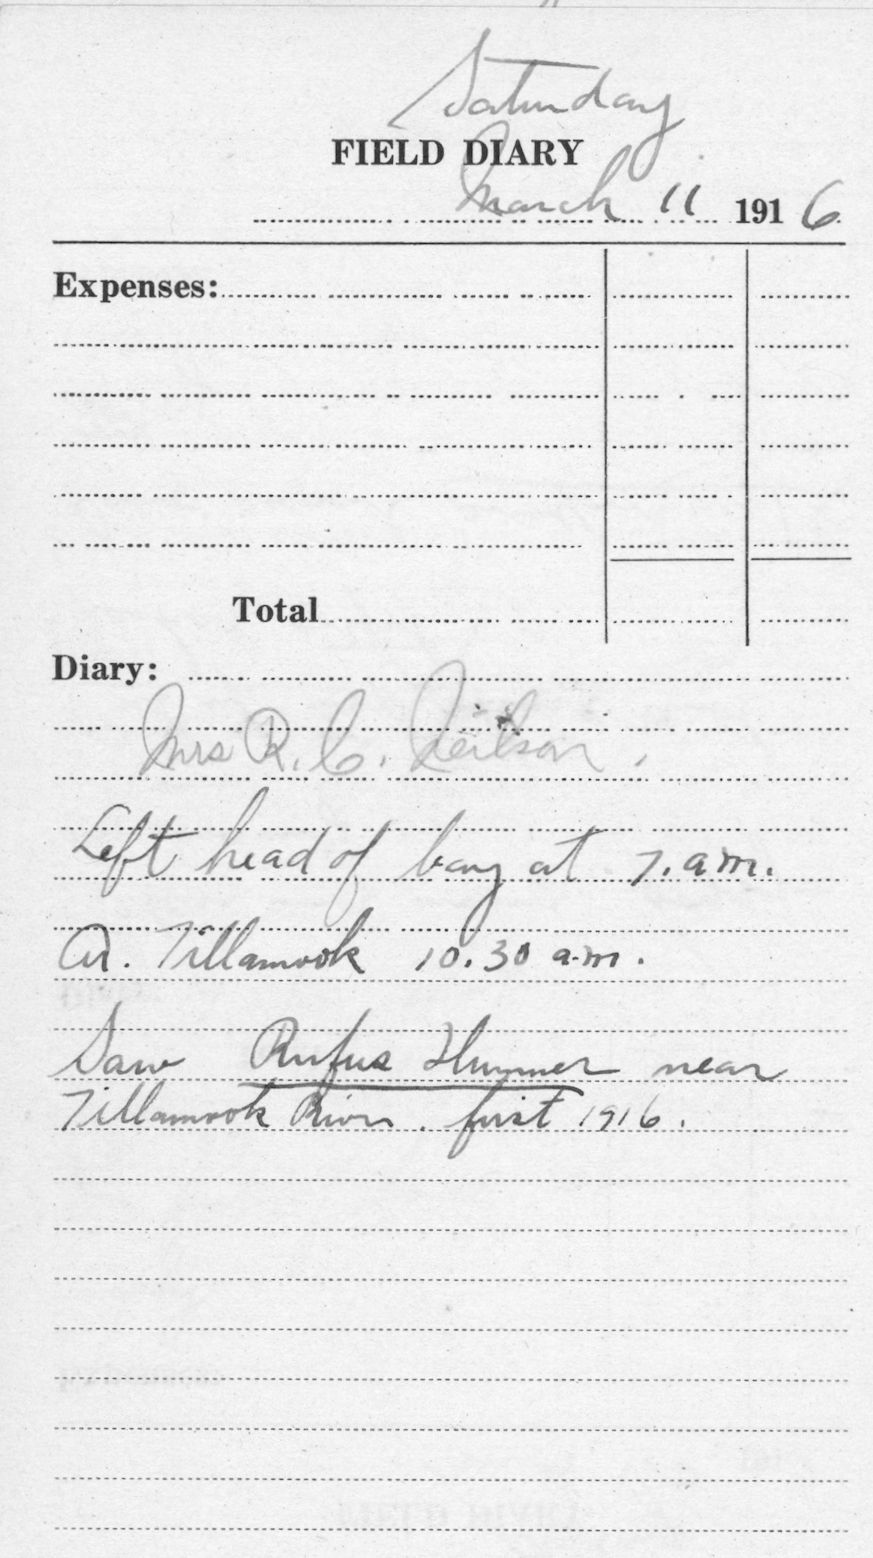 Saturday
FIELD DIARY
March 11 1916
Expenses:
Total
Diary:
Mrs R. C. Neilson.
Left head of bay at 7. a.m.
Ar. Tillamook 10.30 a.m.
Saw Rufus Hummer near
Tillamook River. first 1916.